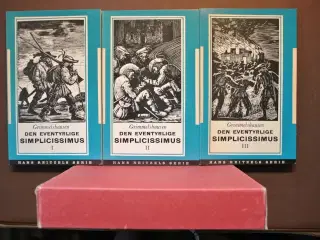 Grimmelshausen
DEN EVENTYRLIGE
SIMPLICISSIMUS
I
HANS REITZELS SERIE
Grimmelshausen
DEN EVENTYRLIGE
SIMPLICISSIMUS
II
HANS REITZELS SERIE
Grimmelshausen
DEN EVENTYRLIGE
SIMPLICISSIMUS
III
HANS REITZELS SERIE